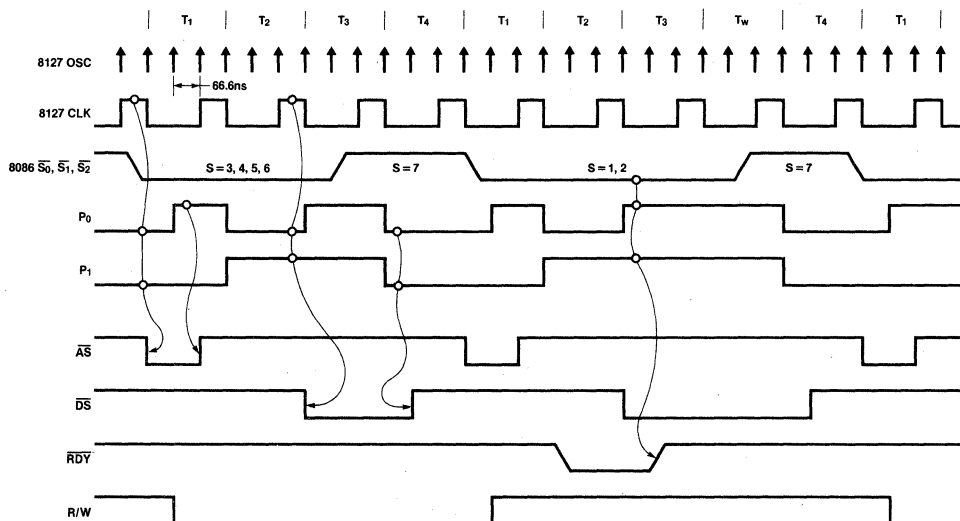 T1 T2 T3 T4 T1 T2 T3 TW T4 T1
8127 OSC
66.6ns
8127 CLK
8086 S̅0, S̅1, S̅2 S = 3, 4, 5, 6 S = 7 S = 1, 2 S = 7
P0
P1
A̅S̅
D̅S̅
R̅D̅Y̅
R/W